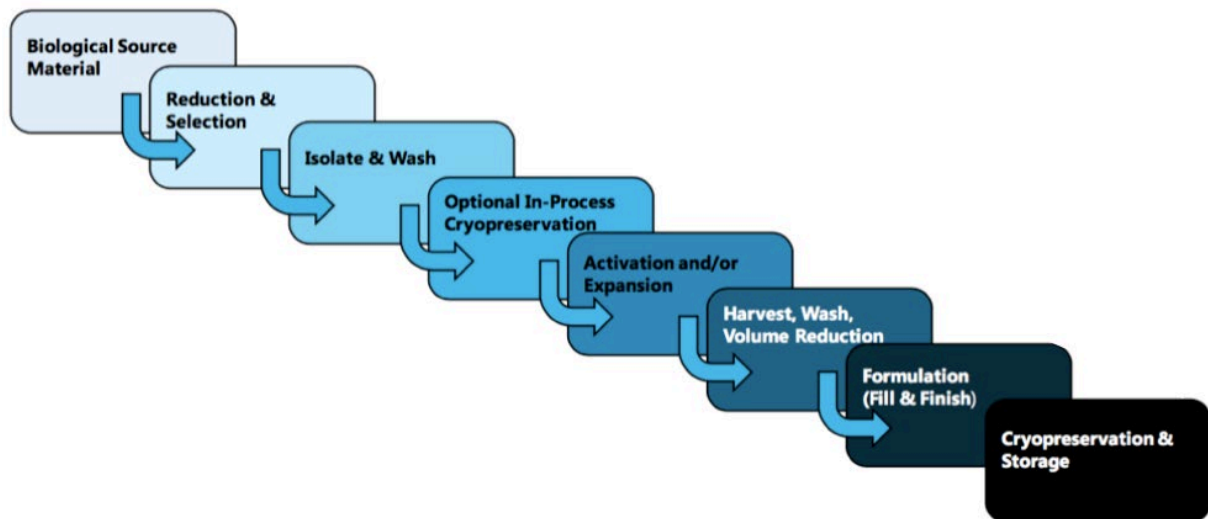 Biological Source
Material
Reduction &
Selection
Isolate & Wash
Optional In-Process
Cryopreservation
Activation and/or
Expansion
Harvest, Wash,
Volume Reduction
Formulation
(Fill & Finish)
Cryopreservation &
Storage